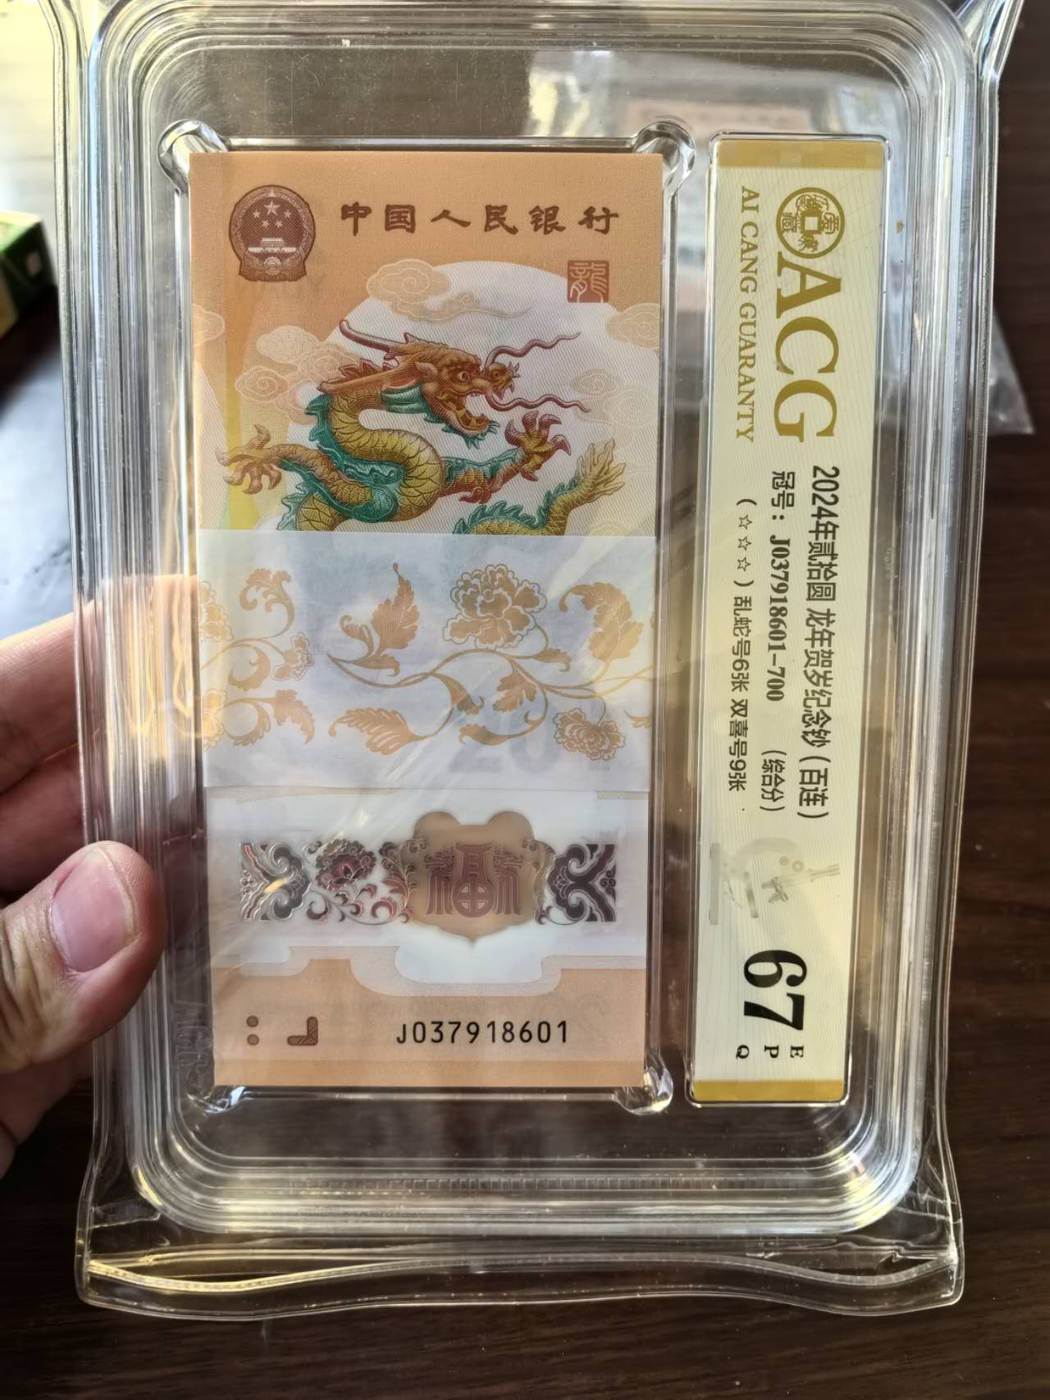 中国人民银行
龍
福
J037918601
ACG
AI CANG GUARANTY
2024年贰拾圆 龙年贺岁纪念钞（百连）
冠号：J037918601-700 （综合分）
（☆☆☆）乱蛇号6张 双喜号9张
67
E
P
Q